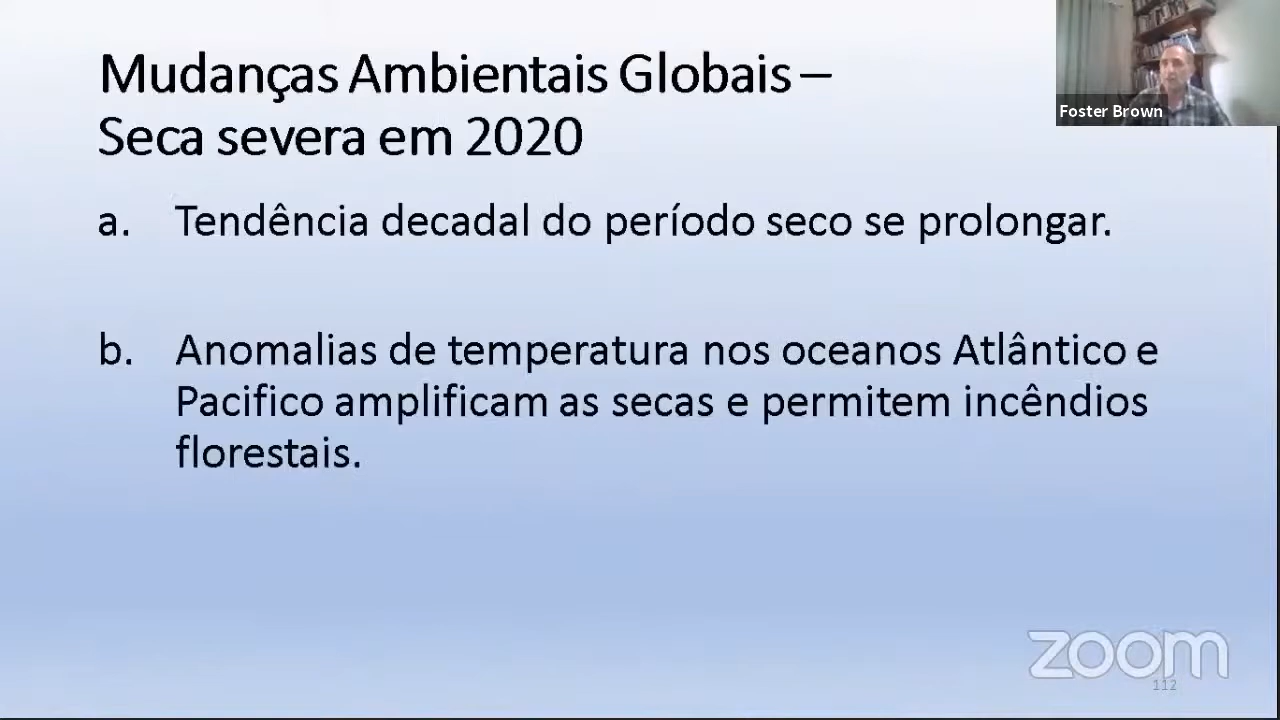 Mudanças Ambientais Globais –
Seca severa em 2020
Foster Brown
a. Tendência decadal do período seco se prolongar.
b. Anomalias de temperatura nos oceanos Atlântico e
Pacifico amplificam as secas e permitem incêndios
florestais.
zoom
112